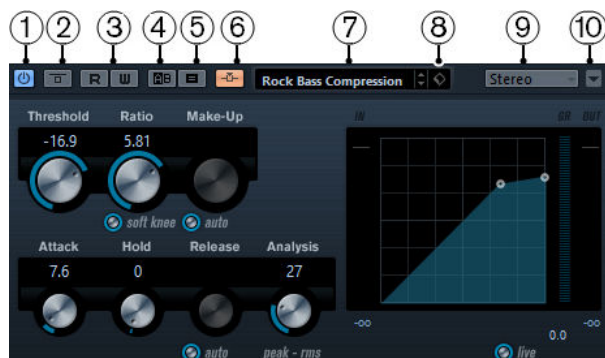 1 2 3 4 5 6 7 8 9 10
R W AB Rock Bass Compression Stereo
Threshold Ratio Make-Up IN GR OUT
-16.9 5.81
soft knee auto
Attack Hold Release Analysis
7.6 0 27
-∞ -∞
0.0
auto peak - rms live